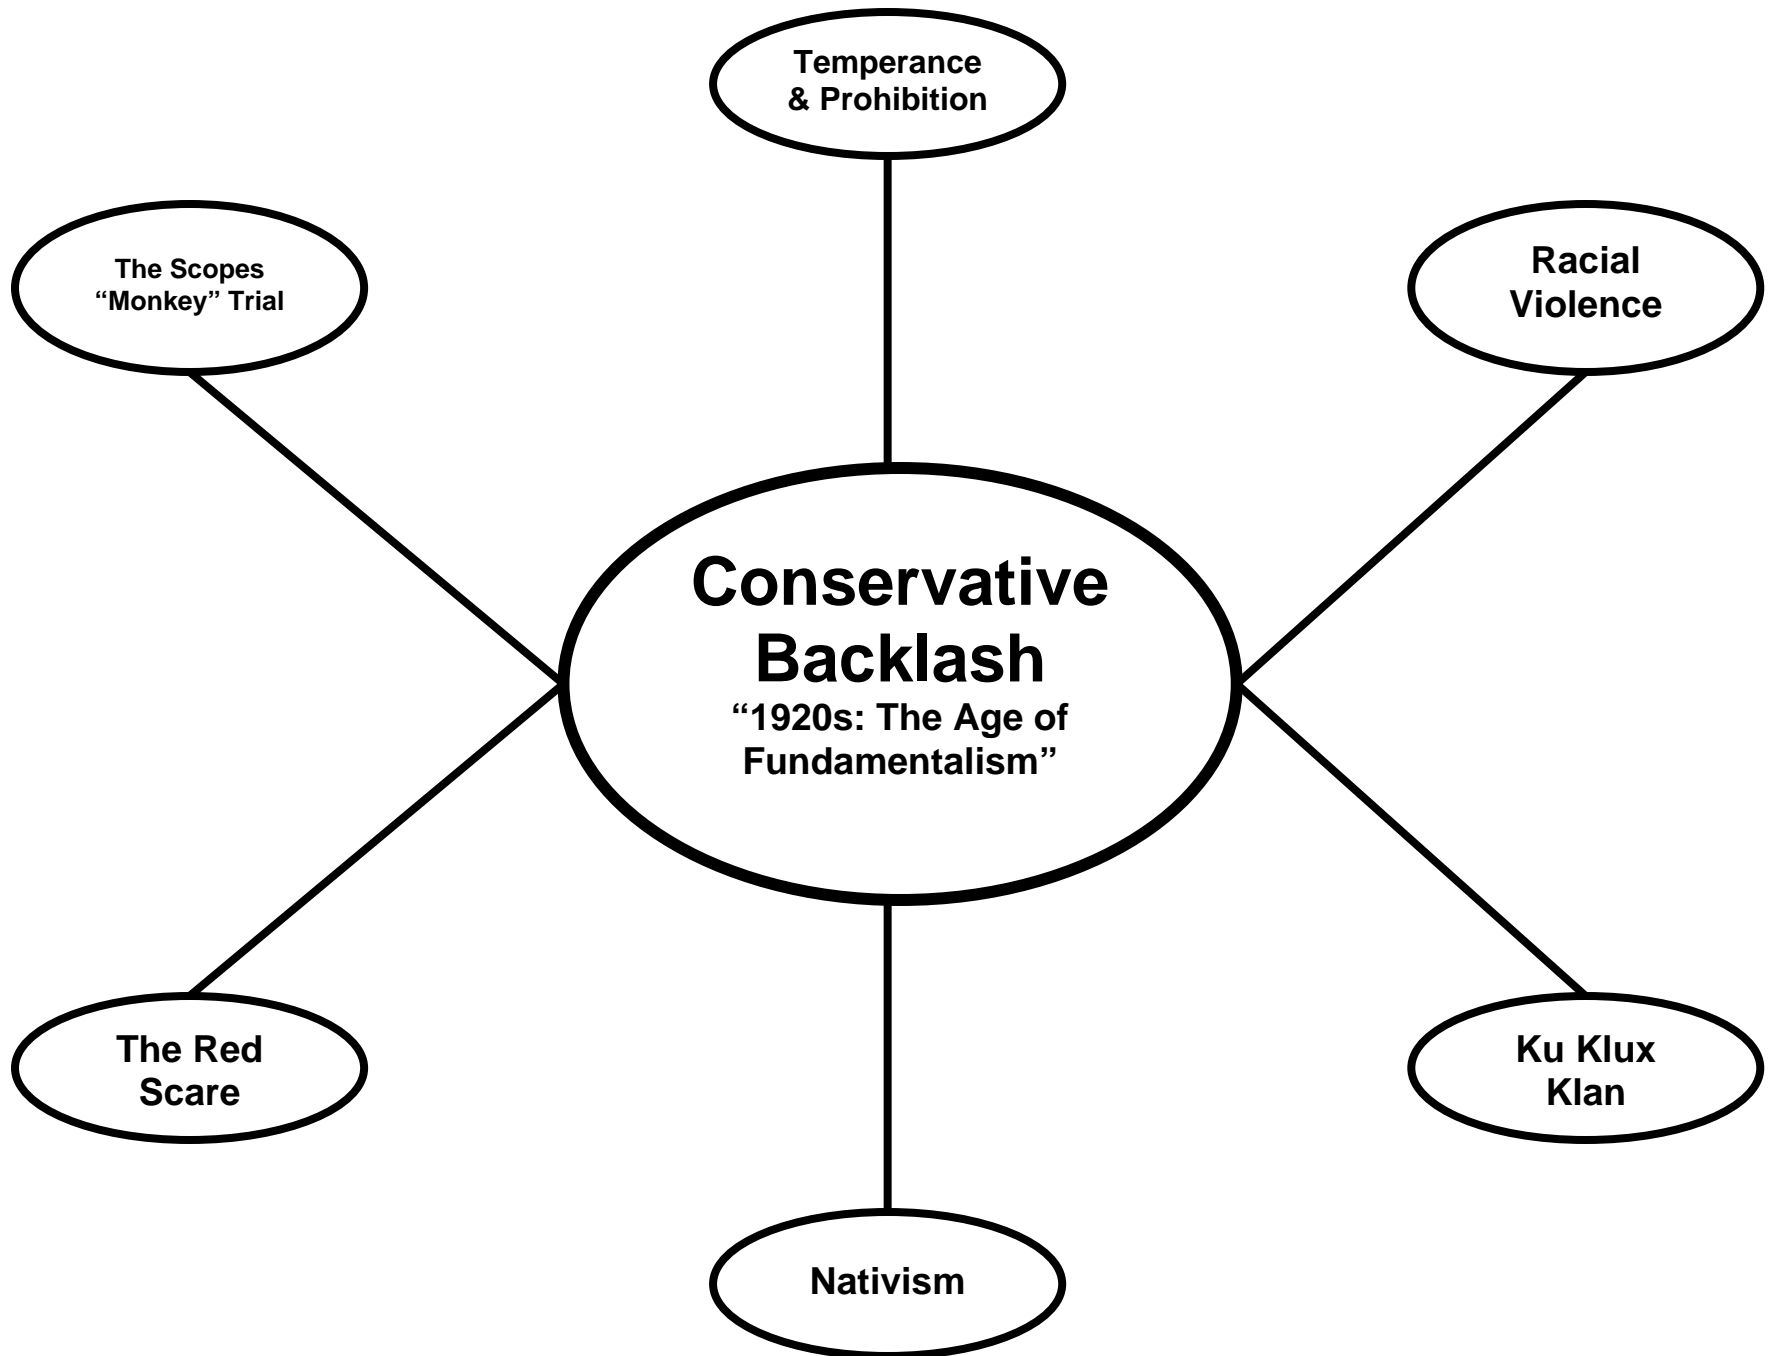 Temperance
& Prohibition
The Scopes
“Monkey” Trial
Racial
Violence
Conservative
Backlash
“1920s: The Age of
Fundamentalism”
The Red
Scare
Ku Klux
Klan
Nativism